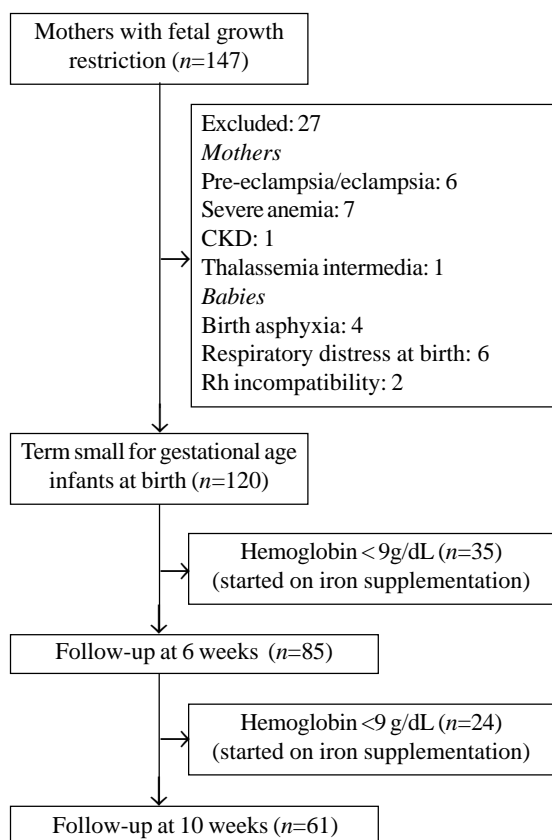 Mothers with fetal growth
restriction (n=147)
Excluded: 27
Mothers
Pre-eclampsia/eclampsia: 6
Severe anemia: 7
CKD: 1
Thalassemia intermedia: 1
Babies
Birth asphyxia: 4
Respiratory distress at birth: 6
Rh incompatibility: 2
Term small for gestational age
infants at birth (n=120)
Hemoglobin < 9g/dL (n=35)
(started on iron supplementation)
Follow-up at 6 weeks (n=85)
Hemoglobin <9 g/dL (n=24)
(started on iron supplementation)
Follow-up at 10 weeks (n=61)